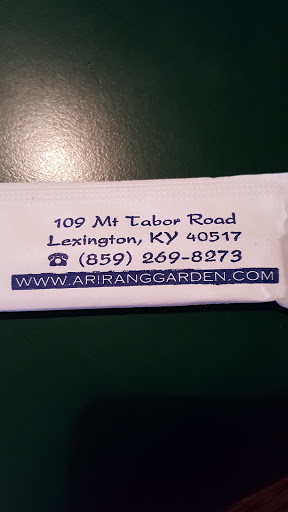 109 Mt Tabor Road
Lexington, KY 40517
☎ (859) 269-8273
WWW.ARIRANGGARDEN.COM